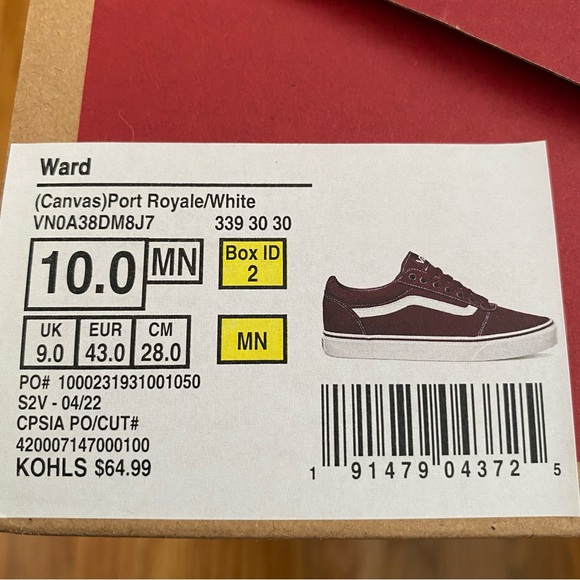 Ward
(Canvas)Port Royale/White
VN0A38DM8J7 339 30 30
10.0 MN Box ID 2
UK 9.0 EUR 43.0 CM 28.0 MN
PO# 1000231931001050
S2V - 04/22
CPSIA PO/CUT#
420007147000100
KOHLS $64.99
1 91479 04372 5